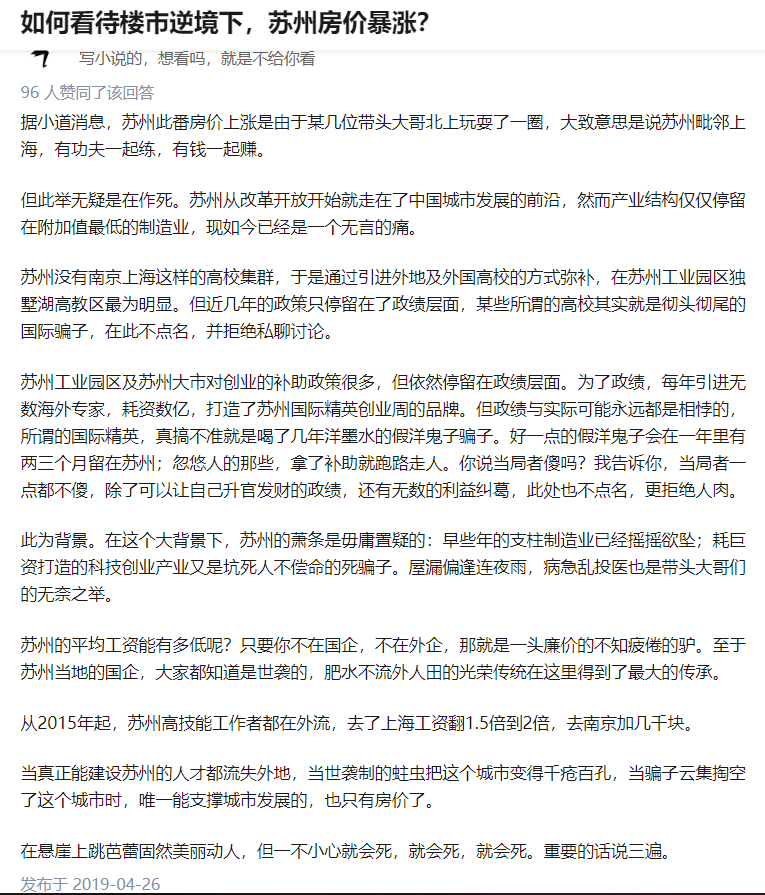 如何看待楼市逆境下，苏州房价暴涨？
写小说的，想看吗，就是不给你看
96 人赞同了该回答
据小道消息，苏州此番房价上涨是由于某几位带头大哥北上玩耍了一圈，大致意思是说苏州毗邻上
海，有功夫一起练，有钱一起赚。
但此举无疑是在作死。苏州从改革开放开始就走在了中国城市发展的前沿，然而产业结构仅仅停留
在附加值最低的制造业，现如今已经是一个无言的痛。
苏州没有南京上海这样的高校集群，于是通过引进外地及外国高校的方式弥补，在苏州工业园区独
墅湖高教区最为明显。但近几年的政策只停留在了政绩层面，某些所谓的高校其实就是彻头彻尾的
国际骗子，在此不点名，并拒绝私聊讨论。
苏州工业园区及苏州大市对创业的补助政策很多，但依然停留在政绩层面。为了政绩，每年引进无
数海外专家，耗资数亿，打造了苏州国际精英创业周的品牌。但政绩与实际可能永远都是相悖的，
所谓的国际精英，真搞不准就是喝了几年洋墨水的假洋鬼子骗子。好一点的假洋鬼子会在一年里有
两三个月留在苏州；忽悠人的那些，拿了补助就跑路走人。你说当局者傻吗？我告诉你，当局者一
点都不傻，除了可以让自己升官发财的政绩，还有无数的利益纠葛，此处也不点名，更拒绝人肉。
此为背景。在这个大背景下，苏州的萧条是毋庸置疑的：早些年的支柱制造业已经摇摇欲坠；耗巨
资打造的科技创业产业又是坑死人不偿命的死骗子。屋漏偏逢连夜雨，病急乱投医也是带头大哥们
的无奈之举。
苏州的平均工资能有多低呢？只要你不在国企，不在外企，那就是一头廉价的不知疲倦的驴。至于
苏州当地的国企，大家都知道是世袭的，肥水不流外人田的光荣传统在这里得到了最大的传承。
从2015年起，苏州高技能工作者都在外流，去了上海工资翻1.5倍到2倍，去南京加几千块。
当真正能建设苏州的人才都流失外地，当世袭制的蛀虫把这个城市变得千疮百孔，当骗子云集掏空
了这个城市时，唯一能支撑城市发展的，也只有房价了。
在悬崖上跳芭蕾固然美丽动人，但一不小心就会死，就会死，就会死。重要的话说三遍。
发布于 2019-04-26